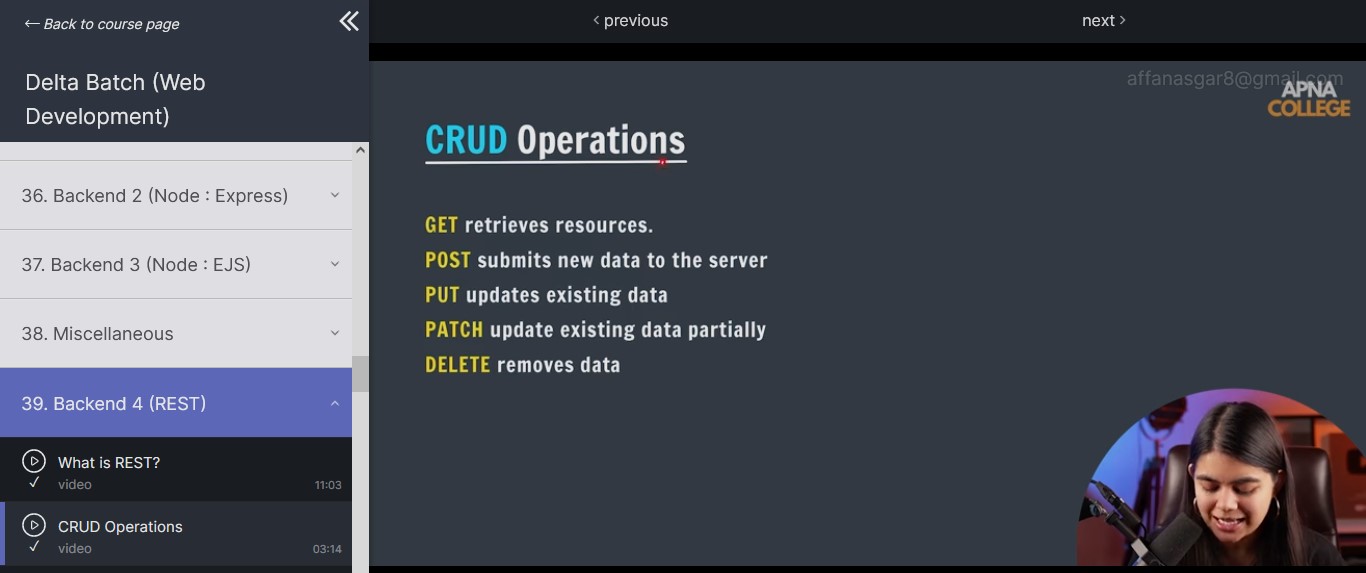 ← Back to course page
Delta Batch (Web
Development)
36. Backend 2 (Node : Express)
37. Backend 3 (Node : EJS)
38. Miscellaneous
39. Backend 4 (REST)
What is REST?
video
11:03
CRUD Operations
video
03:14
‹ previous
next ›
affanasgar8@gmail.com
APNA
COLLEGE
CRUD Operations
GET retrieves resources.
POST submits new data to the server
PUT updates existing data
PATCH update existing data partially
DELETE removes data